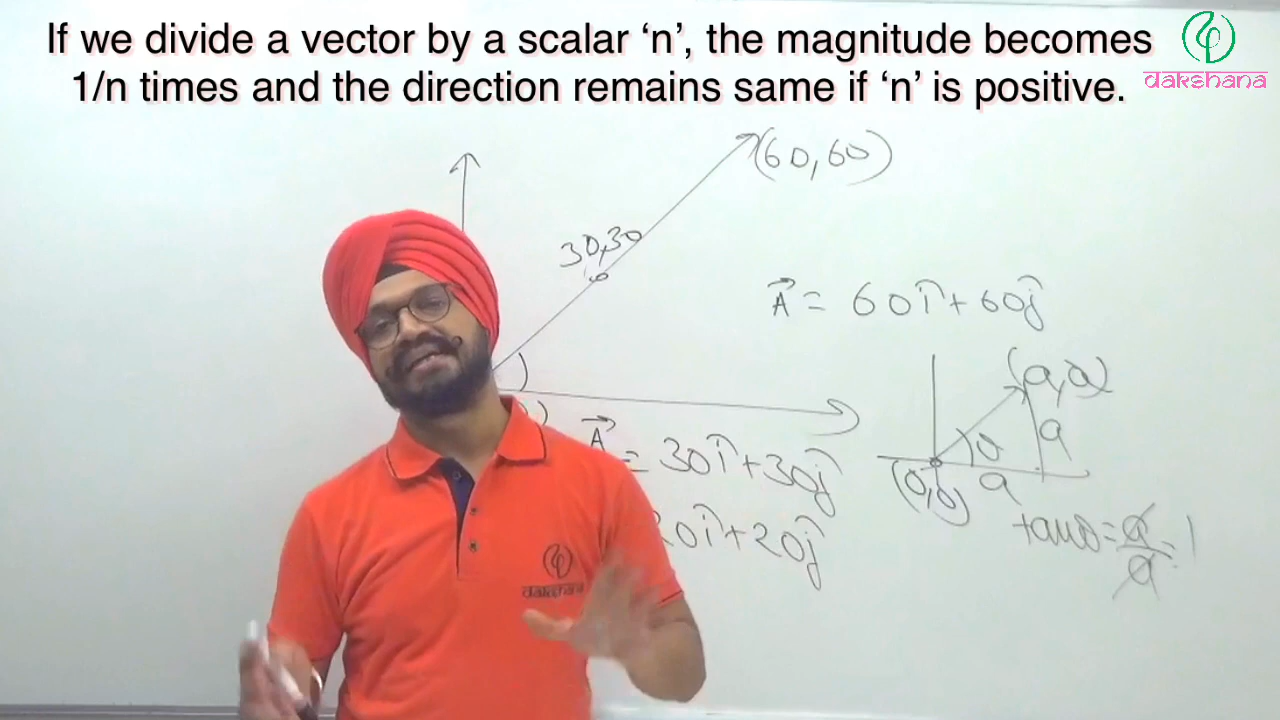 If we divide a vector by a scalar ‘n’, the magnitude becomes
1/n times and the direction remains same if ‘n’ is positive.
dakshana
(60,60)
30,30
A⃗ = 60î+60ĵ
(a,a)
a
θ
(0,0)
a
A⃗ = 30î+30ĵ
20î+20ĵ
tanθ=a/a=1
dakshana